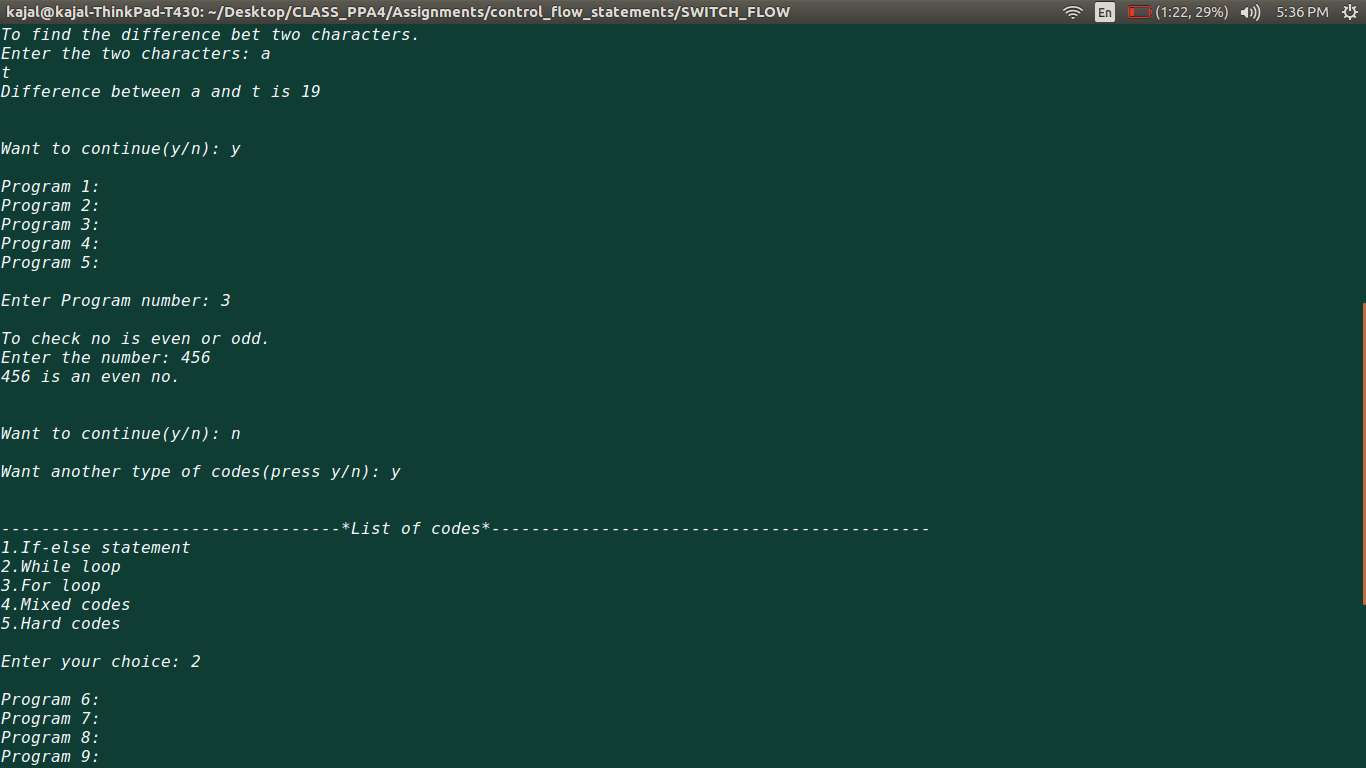 kajal@kajal-ThinkPad-T430: ~/Desktop/CLASS_PPA4/Assignments/control_flow_statements/SWITCH_FLOW En (1:22, 29%) 5:36 PM
To find the difference bet two characters.
Enter the two characters: a
t
Difference between a and t is 19
Want to continue(y/n): y
Program 1:
Program 2:
Program 3:
Program 4:
Program 5:
Enter Program number: 3
To check no is even or odd.
Enter the number: 456
456 is an even no.
Want to continue(y/n): n
Want another type of codes(press y/n): y
----------------------------------*List of codes*--------------------------------------------
1.If-else statement
2.While loop
3.For loop
4.Mixed codes
5.Hard codes
Enter your choice: 2
Program 6:
Program 7:
Program 8:
Program 9: